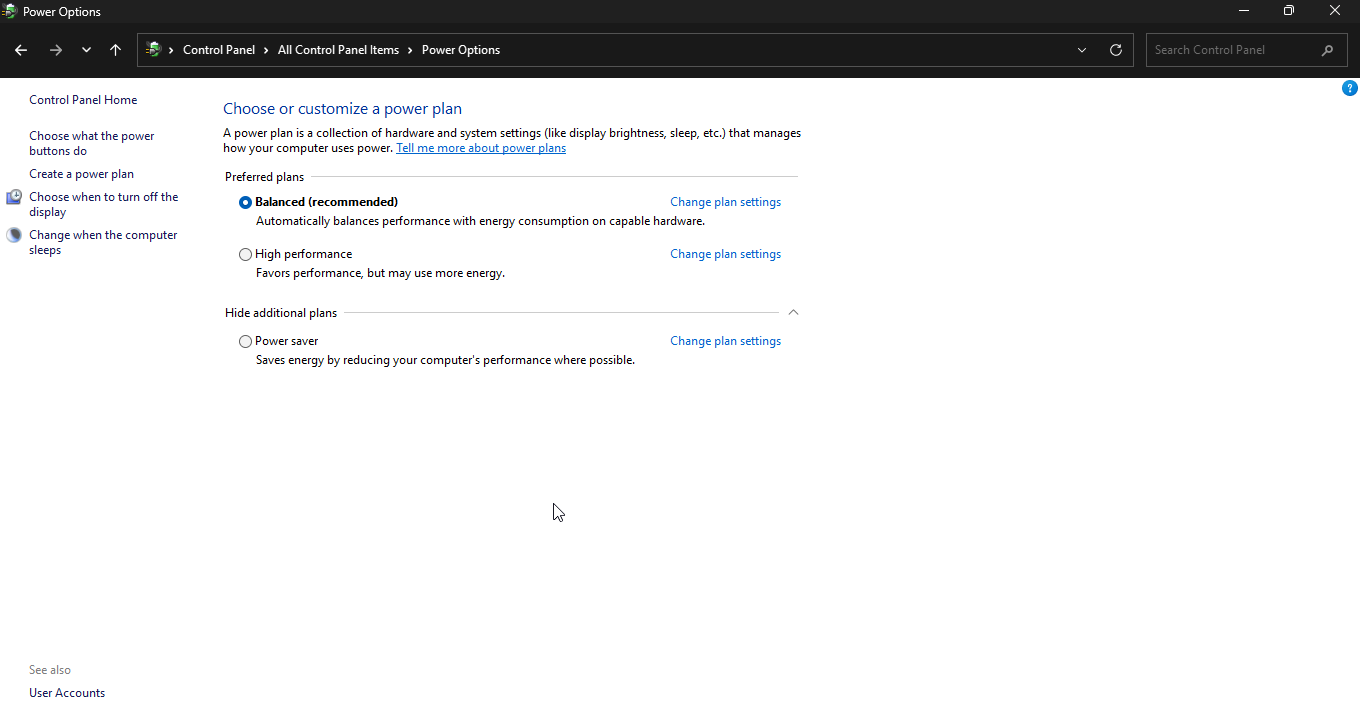 Power Options
Control Panel > All Control Panel Items > Power Options
Search Control Panel
?
Control Panel Home
Choose what the power
buttons do
Create a power plan
Choose when to turn off the
display
Change when the computer
sleeps
Choose or customize a power plan
A power plan is a collection of hardware and system settings (like display brightness, sleep, etc.) that manages
how your computer uses power. Tell me more about power plans
Preferred plans
Balanced (recommended) Change plan settings
Automatically balances performance with energy consumption on capable hardware.
High performance Change plan settings
Favors performance, but may use more energy.
Hide additional plans
Power saver Change plan settings
Saves energy by reducing your computer's performance where possible.
See also
User Accounts